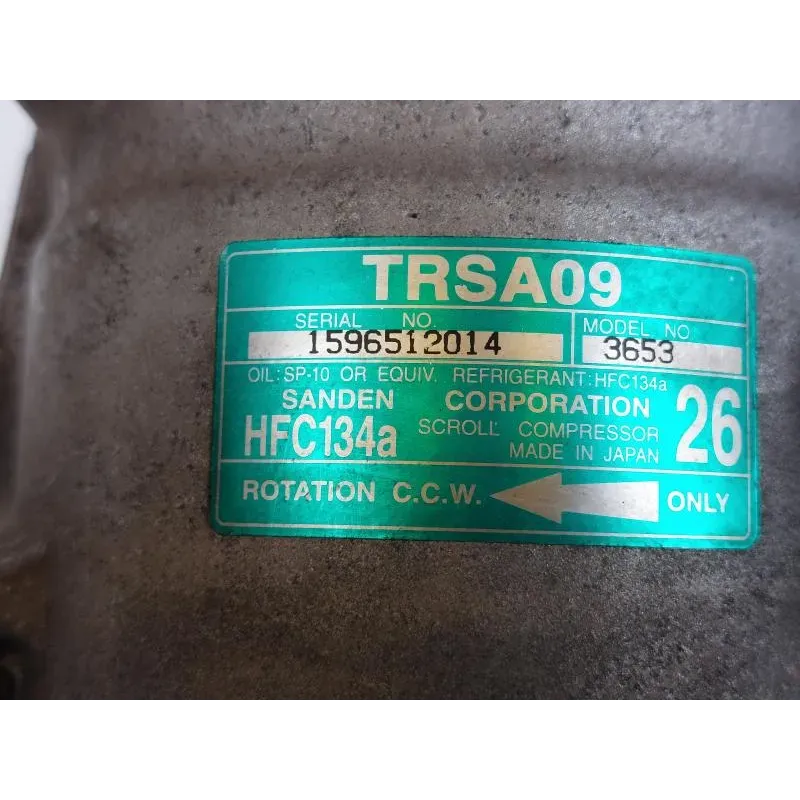 TRSA09
SERIAL NO. MODEL NO
1596512014 3653
OIL:SP-10 OR EQUIV. REFRIGERANT:HFC134a
SANDEN CORPORATION 26
HFC134a SCROLL COMPRESSOR
MADE IN JAPAN
ROTATION C.C.W. ONLY